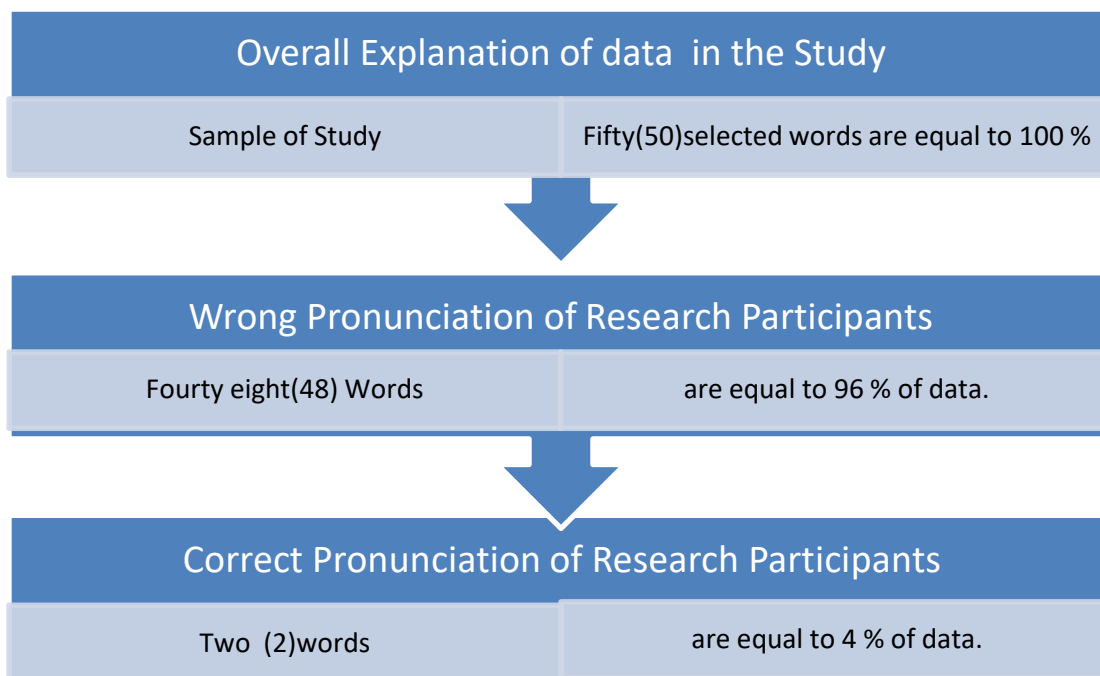 Overall Explanation of data in the Study
Sample of Study
Fifty(50)selected words are equal to 100 %
Wrong Pronunciation of Research Participants
Fourty eight(48) Words
are equal to 96 % of data.
Correct Pronunciation of Research Participants
Two (2)words
are equal to 4 % of data.